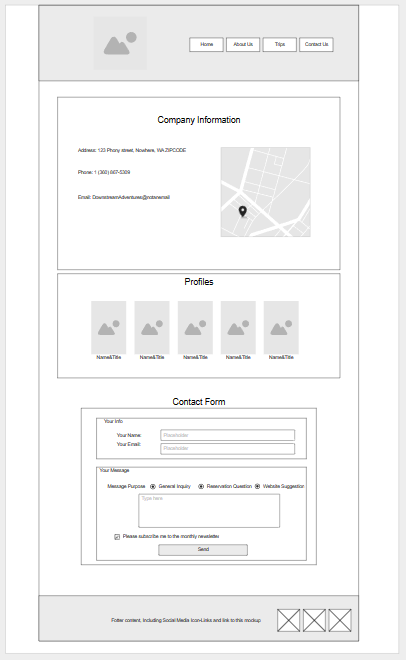 Home
About Us
Trips
Contact Us
Company Information
Address: 123 Phony street, Nowhere, WA ZIPCODE
Phone: 1 (360) 867-5309
Email: DownstreamAdventures@notanemail
Profiles
Name&Title
Name&Title
Name&Title
Name&Title
Name&Title
Contact Form
Your Info
Your Name:
Placeholder
Your Email:
Placeholder
Your Message
Message Purpose
General Inquiry
Reservation Question
Website Suggestion
Type here
Please subscribe me to the monthly newsletter
Send
Fotter content, including Social Media Icon-Links and link to this mockup